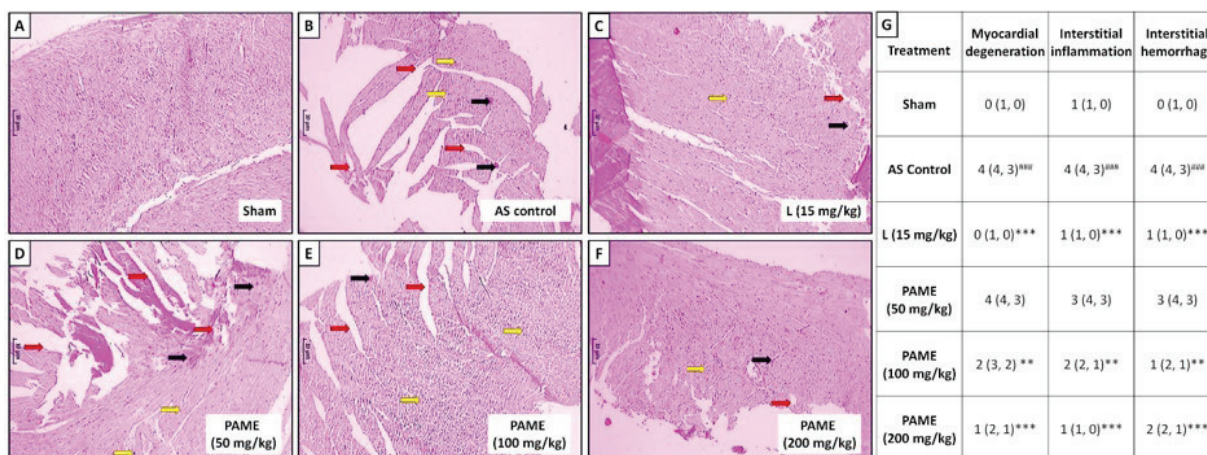 A
Sham
B
AS control
C
L (15 mg/kg)
D
PAME
(50 mg/kg)
E
PAME
(100 mg/kg)
F
PAME
(200 mg/kg)
G
Treatment Myocardial degeneration Interstitial inflammation Interstitial hemorrhag
Sham 0 (1, 0) 1 (1, 0) 0 (1, 0)
AS Control 4 (4, 3)### 4 (4, 3)### 4 (4, 3)###
L (15 mg/kg) 0 (1, 0)*** 1 (1, 0)*** 1 (1, 0)***
PAME (50 mg/kg) 4 (4, 3) 3 (4, 3) 3 (4, 3)
PAME (100 mg/kg) 2 (3, 2) ** 2 (2, 1)** 1 (2, 1)**
PAME (200 mg/kg) 1 (2, 1)*** 1 (1, 0)*** 2 (2, 1)***